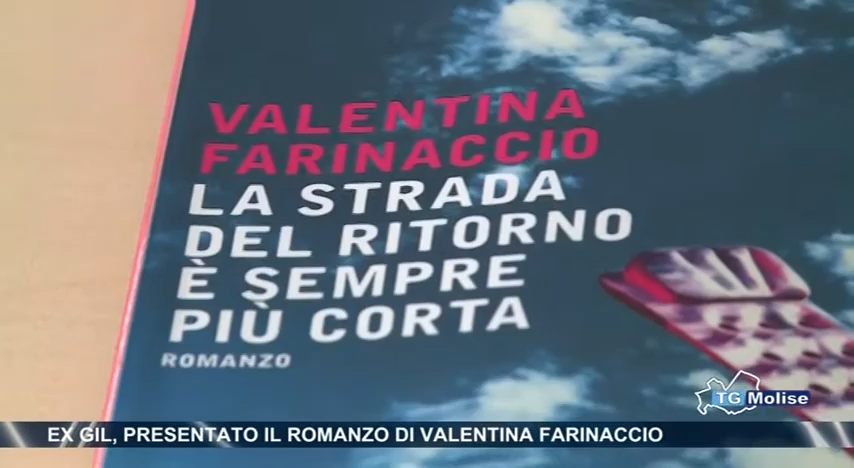 VALENTINA
FARINACCIO
LA STRADA
DEL RITORNO
È SEMPRE
PIÙ CORTA
ROMANZO
TG Molise
EX GIL, PRESENTATO IL ROMANZO DI VALENTINA FARINACCIO